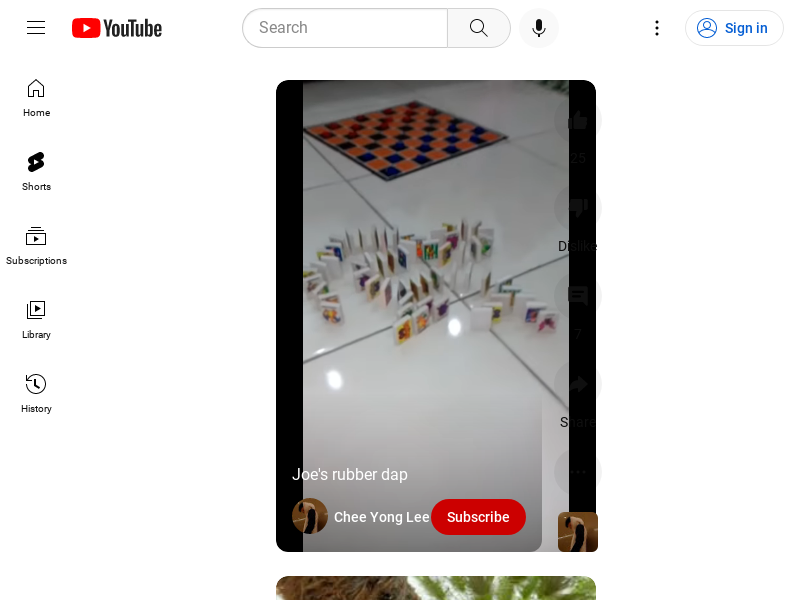 YouTube
Search
Sign in
Home
Shorts
Subscriptions
Library
History
25
Dislike
7
Share
Joe's rubber dap
Chee Yong Lee
Subscribe